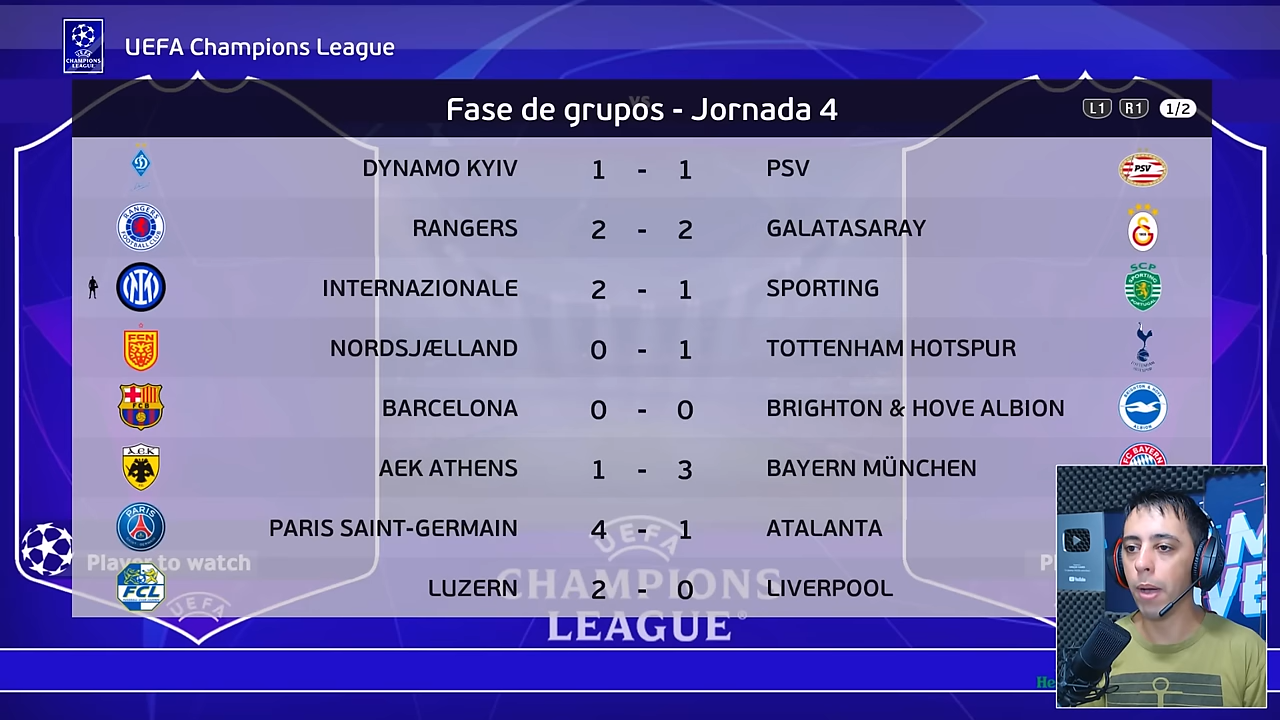 UEFA Champions League
Fase de grupos - Jornada 4 L1 R1 1/2
DYNAMO KYIV 1 - 1 PSV
RANGERS 2 - 2 GALATASARAY
INTERNAZIONALE 2 - 1 SPORTING
NORDSJÆLLAND 0 - 1 TOTTENHAM HOTSPUR
BARCELONA 0 - 0 BRIGHTON & HOVE ALBION
AEK ATHENS 1 - 3 BAYERN MÜNCHEN
PARIS SAINT-GERMAIN 4 - 1 ATALANTA
Player to watch
LUZERN 2 - 0 LIVERPOOL
UEFA
CHAMPIONS
LEAGUE